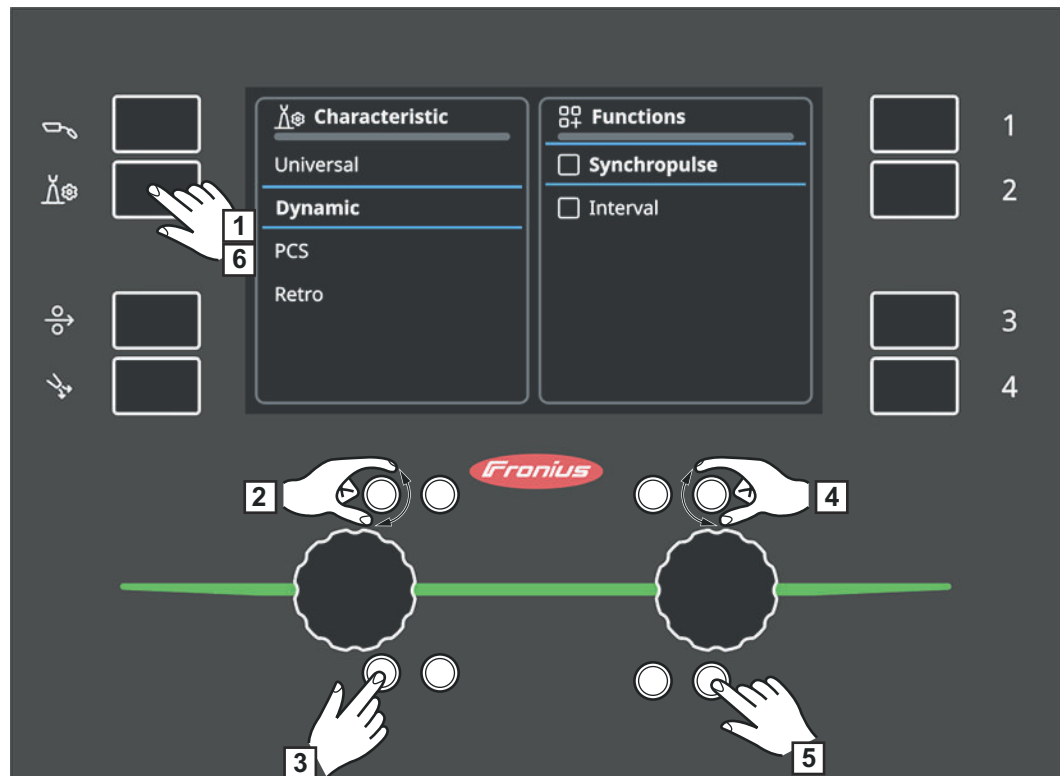 Characteristic
Functions
Universal
Synchropulse
Dynamic
Interval
PCS
Retro
1
2
3
4
1
6
Fronius
2
4
3
5